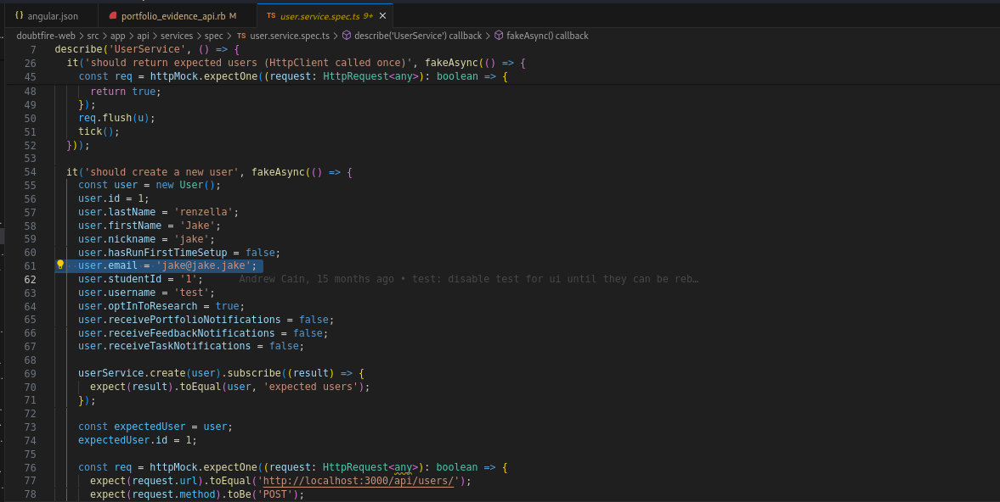 angular.json
portfolio_evidence_api.rb M
TS user.service.spec.ts 9+
doubtfire-web > src > app > api > services > spec > TS user.service.spec.ts > describe('UserService') callback > fakeAsync() callback
7 describe('UserService', () => {
26 it('should return expected users (HttpClient called once)', fakeAsync(() => {
45 const req = httpMock.expectOne((request: HttpRequest<any>): boolean => {
48 return true;
49 });
50 req.flush(u);
51 tick();
52 }));
53
54 it('should create a new user', fakeAsync(() => {
55 const user = new User();
56 user.id = 1;
57 user.lastName = 'renzella';
58 user.firstName = 'Jake';
59 user.nickname = 'jake';
60 user.hasRunFirstTimeSetup = false;
61 user.email = 'jake@jake.jake';
62 user.studentId = '1'; Andrew Cain, 15 months ago • test: disable test for ui until they can be reb…
63 user.username = 'test';
64 user.optInToResearch = true;
65 user.receivePortfolioNotifications = false;
66 user.receiveFeedbackNotifications = false;
67 user.receiveTaskNotifications = false;
68
69 userService.create(user).subscribe((result) => {
70 expect(result).toEqual(user, 'expected users');
71 });
72
73 const expectedUser = user;
74 expectedUser.id = 1;
75
76 const req = httpMock.expectOne((request: HttpRequest<any>): boolean => {
77 expect(request.url).toEqual('http://localhost:3000/api/users/');
78 expect(request.method).toBe('POST');